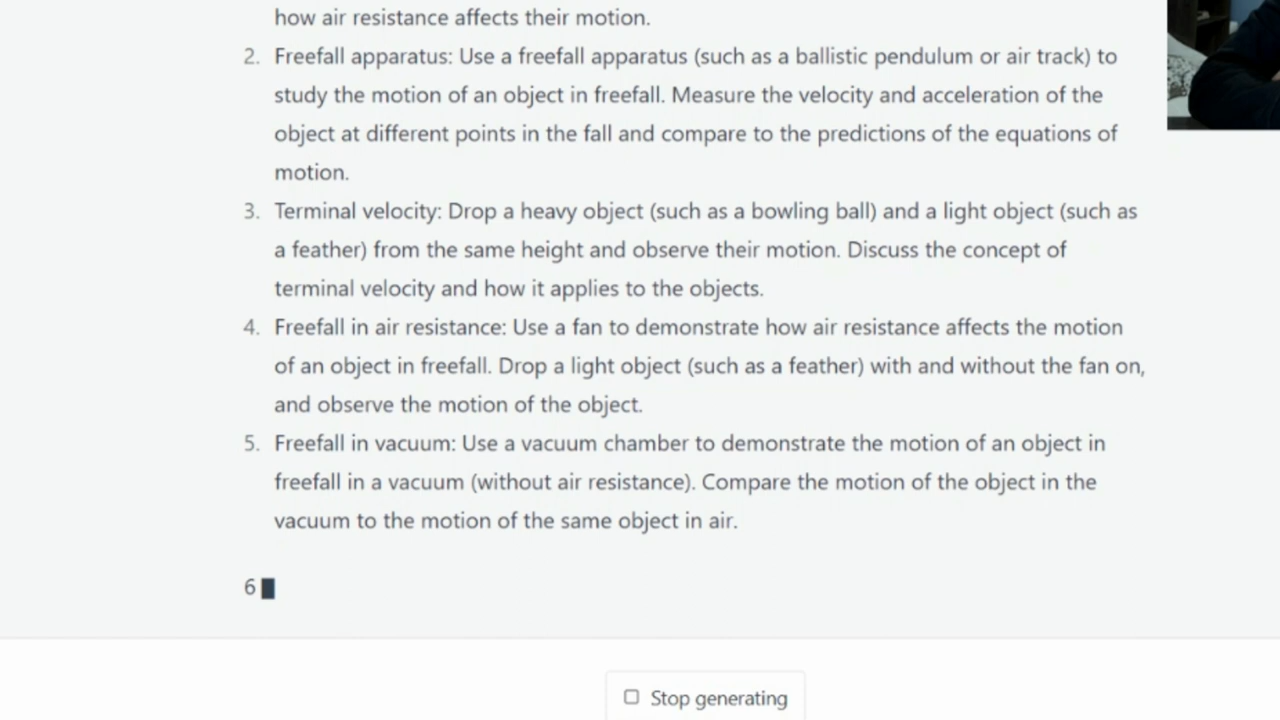 how air resistance affects their motion.
2. Freefall apparatus: Use a freefall apparatus (such as a ballistic pendulum or air track) to
study the motion of an object in freefall. Measure the velocity and acceleration of the
object at different points in the fall and compare to the predictions of the equations of
motion.
3. Terminal velocity: Drop a heavy object (such as a bowling ball) and a light object (such as
a feather) from the same height and observe their motion. Discuss the concept of
terminal velocity and how it applies to the objects.
4. Freefall in air resistance: Use a fan to demonstrate how air resistance affects the motion
of an object in freefall. Drop a light object (such as a feather) with and without the fan on,
and observe the motion of the object.
5. Freefall in vacuum: Use a vacuum chamber to demonstrate the motion of an object in
freefall in a vacuum (without air resistance). Compare the motion of the object in the
vacuum to the motion of the same object in air.
6
Stop generating